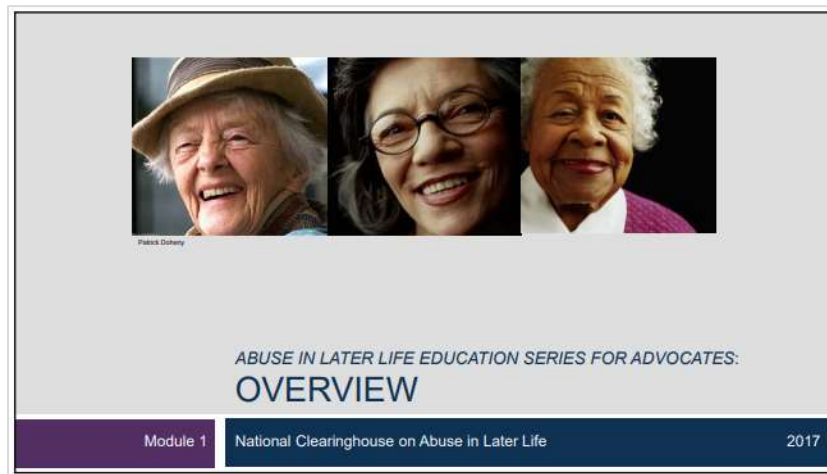 Patrick Doheny
ABUSE IN LATER LIFE EDUCATION SERIES FOR ADVOCATES:
OVERVIEW
Module 1
National Clearinghouse on Abuse in Later Life
2017